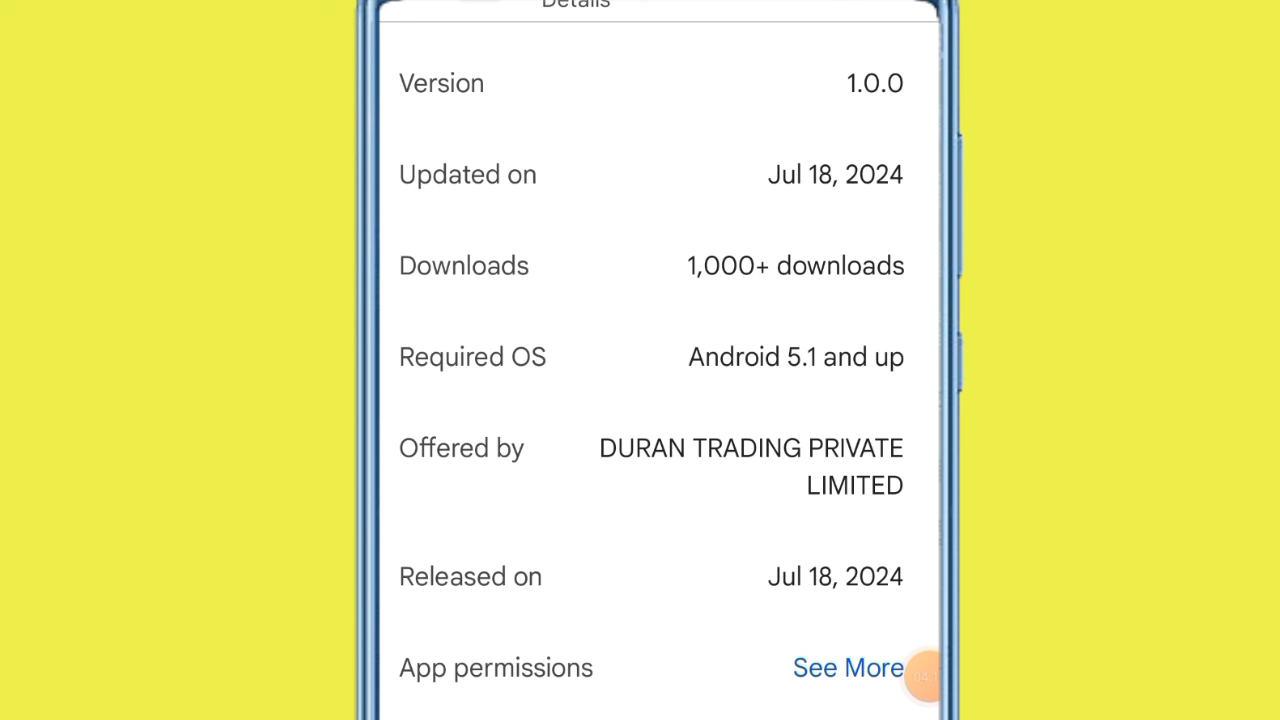 Details
Version 1.0.0
Updated on Jul 18, 2024
Downloads 1,000+ downloads
Required OS Android 5.1 and up
Offered by DURAN TRADING PRIVATE
LIMITED
Released on Jul 18, 2024
App permissions See More